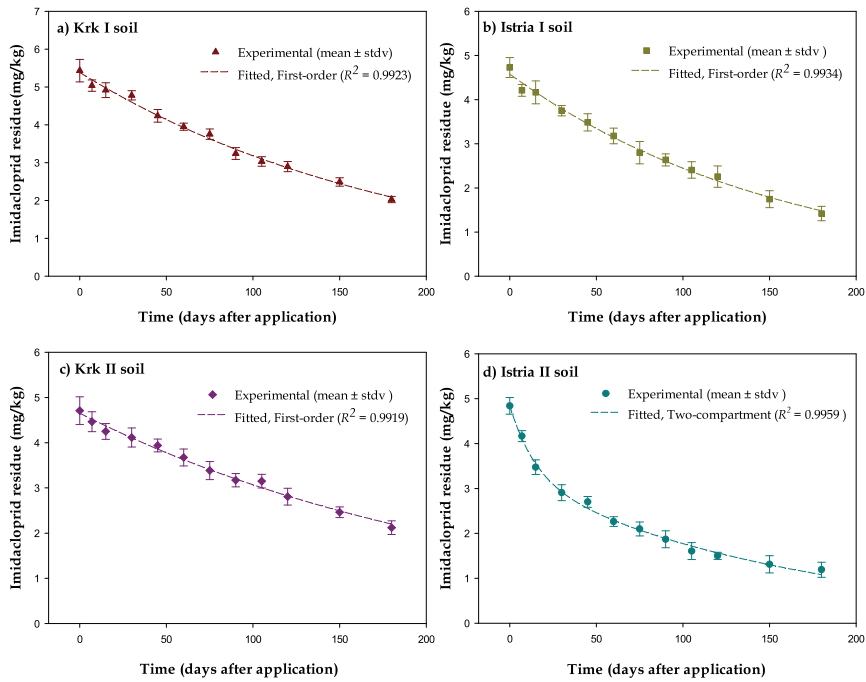 a) Krk I soil
Experimental (mean ± stdv)
Fitted, First-order (R² = 0.9923)
Imidacloprid residue(mg/kg)
7
6
5
4
3
2
1
0
0 50 100 150 200
Time (days after application)
b) Istria I soil
Experimental (mean ± stdv )
Fitted, First-order (R² = 0.9934)
Imidacloprid residue (mg/kg)
6
5
4
3
2
1
0
0 50 100 150 200
Time (days after application)
c) Krk II soil
Experimental (mean ± stdv )
Fitted, First-order (R² = 0.9919)
Imidacloprid residue (mg/kg)
6
5
4
3
2
1
0
0 50 100 150 200
Time (days after application)
d) Istria II soil
Experimental (mean ± stdv )
Fitted, Two-compartment (R² = 0.9959 )
Imidacloprid residue (mg/kg)
6
5
4
3
2
1
0
0 50 100 150 200
Time (days after application)